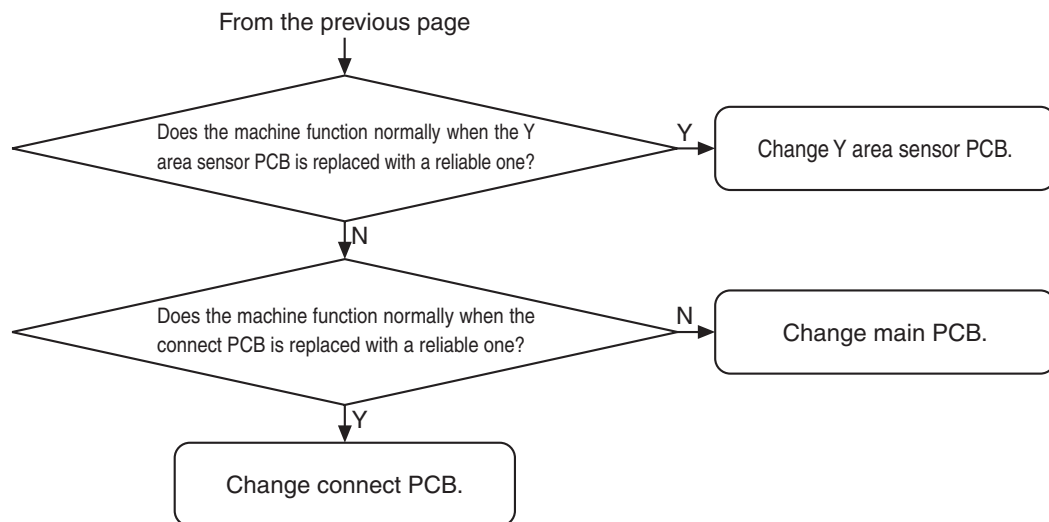 From the previous page
Does the machine function normally when the Y
area sensor PCB is replaced with a reliable one?
Y
Change Y area sensor PCB.
N
Does the machine function normally when the
connect PCB is replaced with a reliable one?
N
Change main PCB.
Y
Change connect PCB.